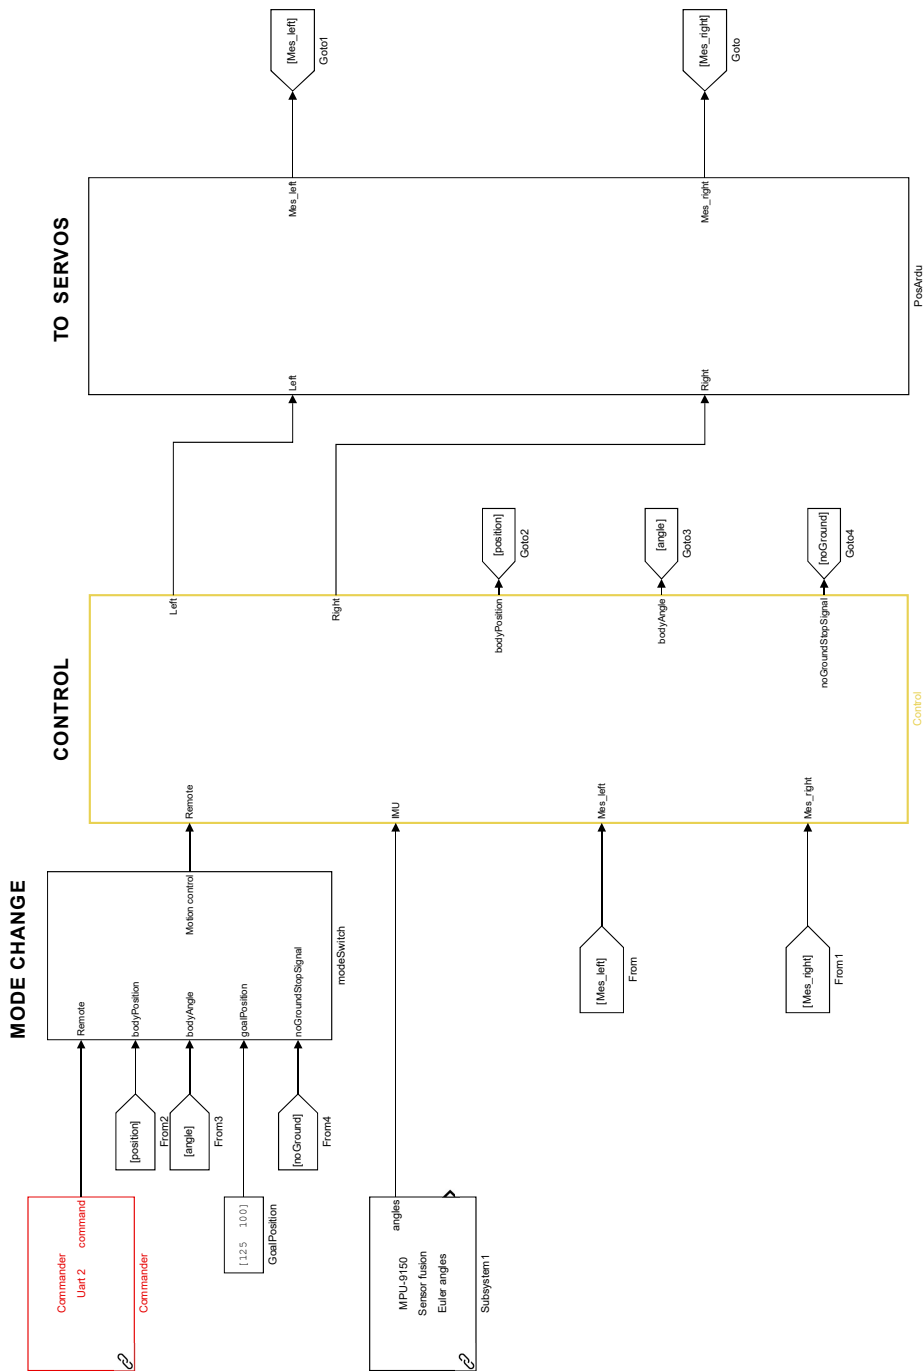 MODE CHANGE
CONTROL
TO SERVOS
Commander
Uart 2
command
Commander
[position]
From2
[angle]
From3
[125 100]
GoalPosition
[noGround]
From4
Remote
bodyPosition
bodyAngle
goalPosition
noGroundStopSignal
Motion control
modeSwitch
MPU-9150
Sensor fusion
Euler angles
angles
Subsystem1
[Mes_left]
From
[Mes_right]
From1
Remote
IMU
Mes_left
Mes_right
Left
Right
bodyPosition
bodyAngle
noGroundStopSignal
Control
[position]
Goto2
[angle]
Goto3
[noGround]
Goto4
Left
Right
Mes_left
Mes_right
PosArdu
[Mes_left]
Goto1
[Mes_right]
Goto